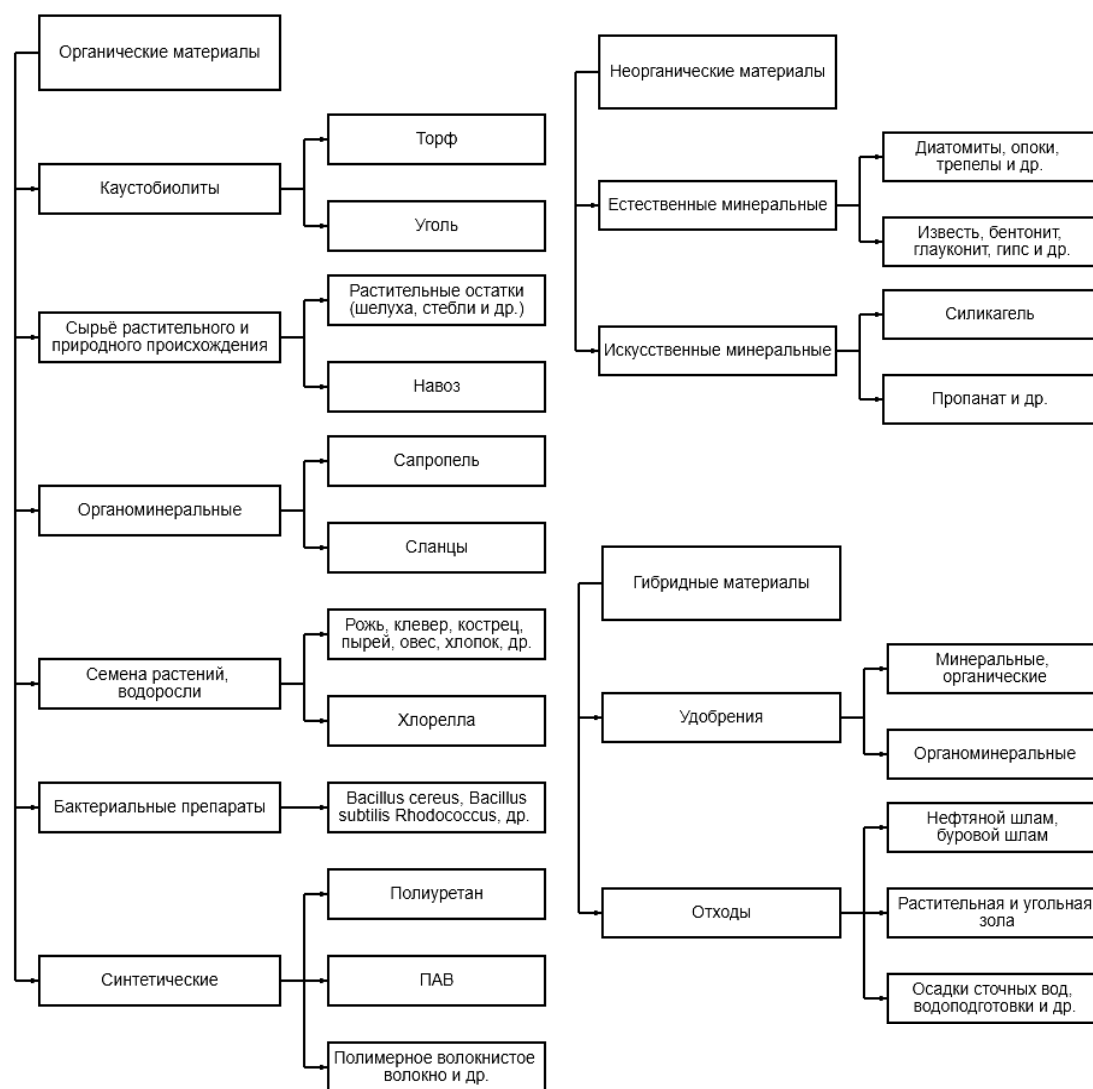 Органические материалы
Каустобиолиты
Торф
Уголь
Сырьё растительного и
природного происхождения
Растительные остатки
(шелуха, стебли и др.)
Навоз
Органоминеральные
Сапропель
Сланцы
Семена растений,
водоросли
Рожь, клевер, кострец,
пырей, овес, хлопок, др.
Хлорелла
Бактериальные препараты
Bacillus cereus, Bacillus
subtilis Rhodococcus, др.
Синтетические
Полиуретан
ПАВ
Полимерное волокнистое
волокно и др.
Неорганические материалы
Естественные минеральные
Диатомиты, опоки,
трепелы и др.
Известь, бентонит,
глауконит, гипс и др.
Искусственные минеральные
Силикагель
Пропанат и др.
Гибридные материалы
Удобрения
Минеральные,
органические
Органоминеральные
Отходы
Нефтяной шлам,
буровой шлам
Растительная и угольная
зола
Осадки сточных вод,
водоподготовки и др.